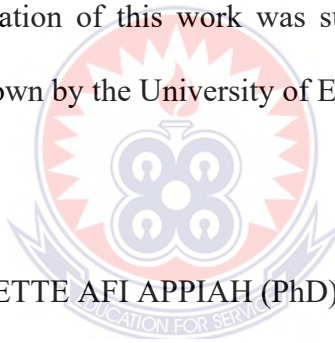 ation of this work was su
own by the University of E
ETTE AFI APPIAH (PhD)
EDUCATION FOR SERVICE